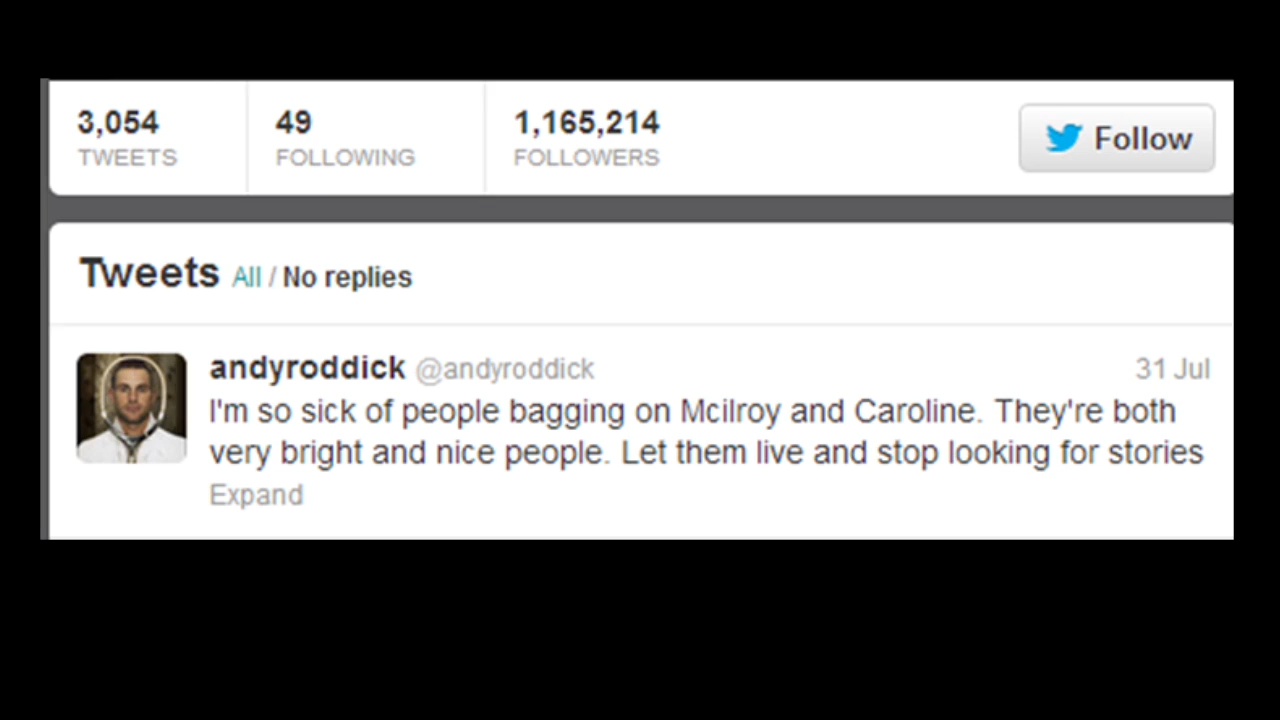 3,054 49 1,165,214
TWEETS FOLLOWING FOLLOWERS
Follow
Tweets All / No replies
andyroddick @andyroddick 31 Jul
I'm so sick of people bagging on Mcilroy and Caroline. They're both
very bright and nice people. Let them live and stop looking for stories
Expand